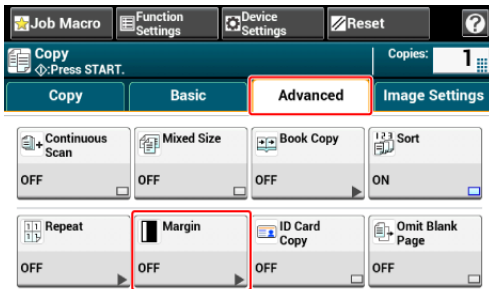 Job Macro
Function
Settings
Device
Settings
Reset
?
Copy
:Press START.
Copies:
1
Copy
Basic
Advanced
Image Settings
Continuous
Scan
OFF
Mixed Size
OFF
Book Copy
OFF
123
Sort
ON
Repeat
OFF
Margin
OFF
ID Card
Copy
OFF
Omit Blank
Page
OFF